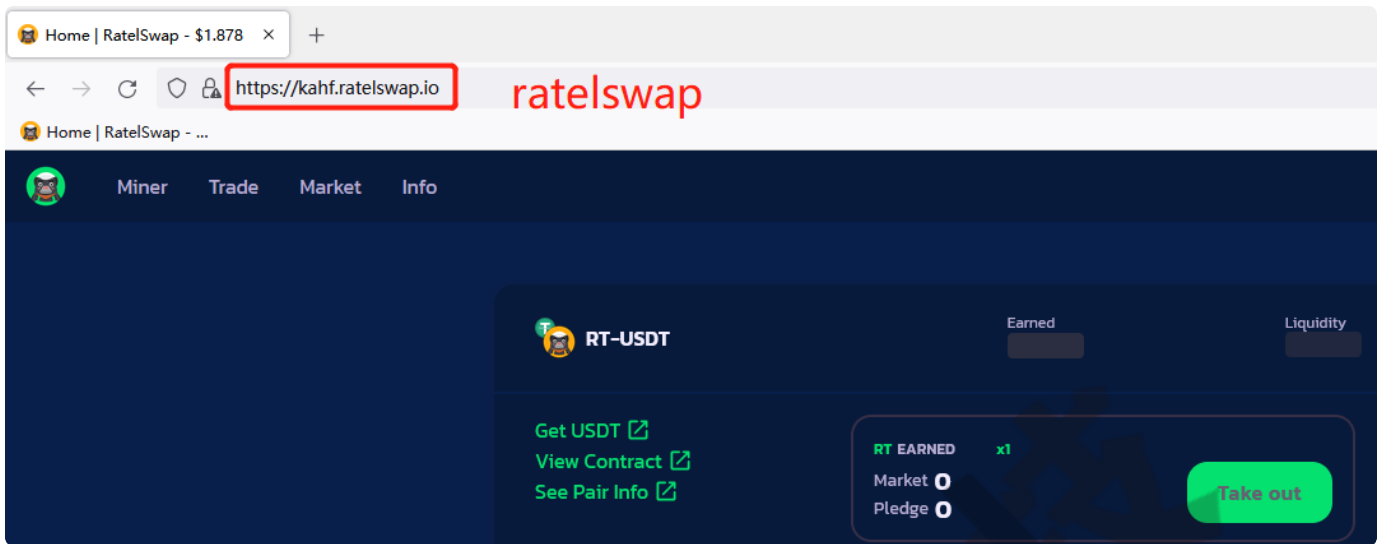 Home | RatelSwap - $1.878
https://kahf.ratelswap.io
ratelswap
Home | RatelSwap - ...
Miner Trade Market Info
RT-USDT
Earned
Liquidity
Get USDT
View Contract
See Pair Info
RT EARNED x1
Market 0
Pledge 0
Take out